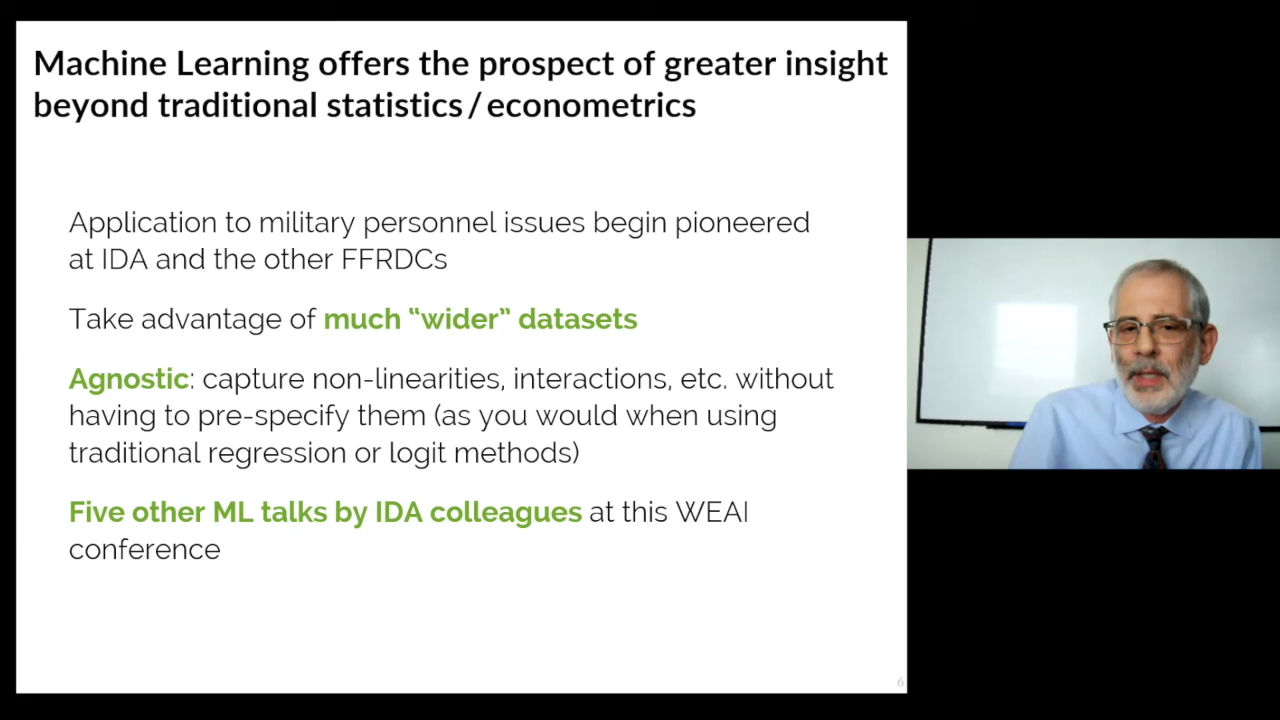 Machine Learning offers the prospect of greater insight
beyond traditional statistics / econometrics
Application to military personnel issues begin pioneered
at IDA and the other FFRDCs
Take advantage of much “wider” datasets
Agnostic: capture non-linearities, interactions, etc. without
having to pre-specify them (as you would when using
traditional regression or logit methods)
Five other ML talks by IDA colleagues at this WEAI
conference
6